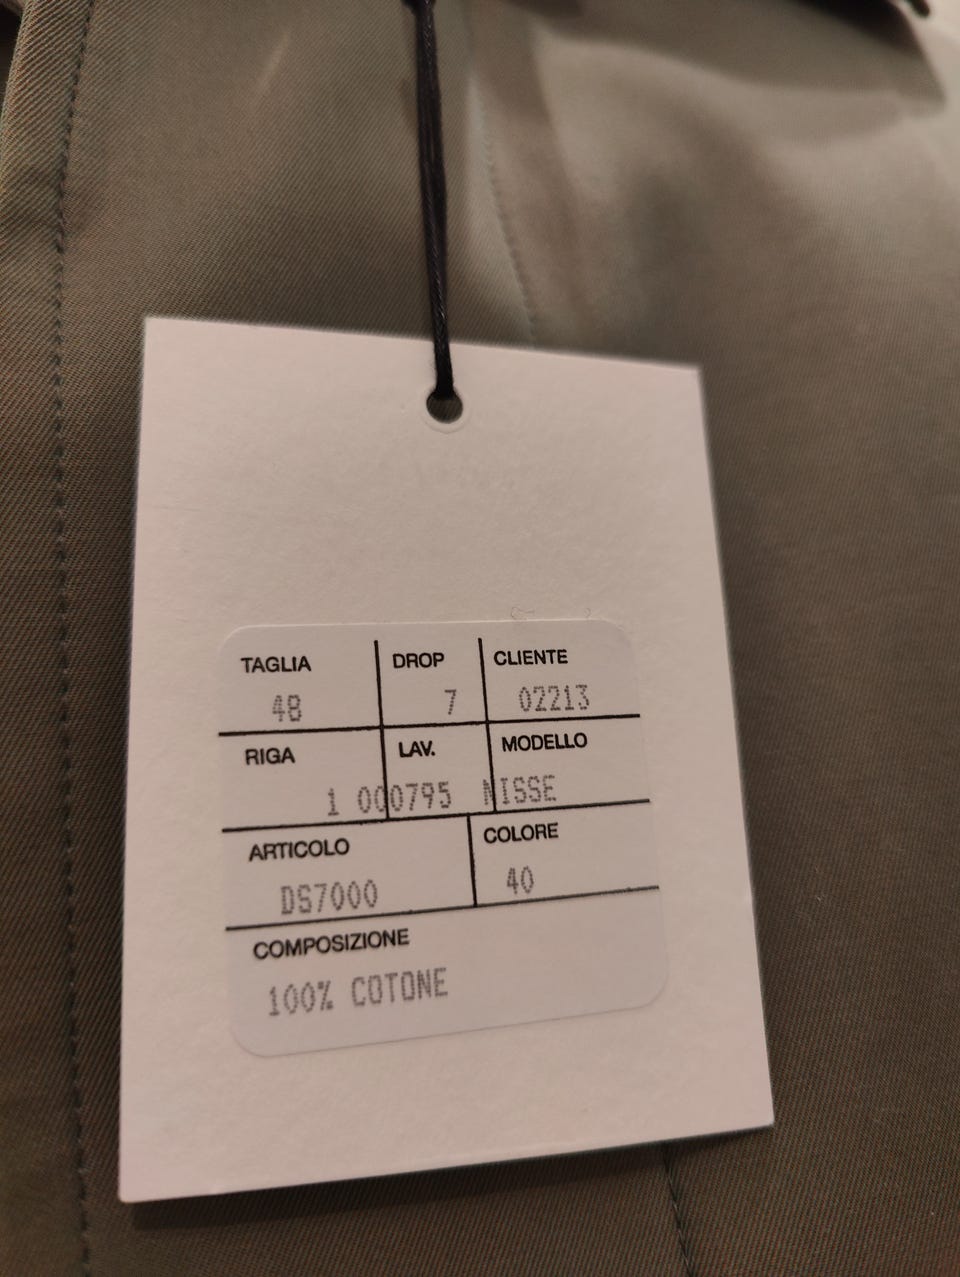 TAGLIA DROP CLIENTE
48 7 02213
RIGA LAV. MODELLO
1 000795 NISSE
ARTICOLO COLORE
DS7000 40
COMPOSIZIONE
100% COTONE